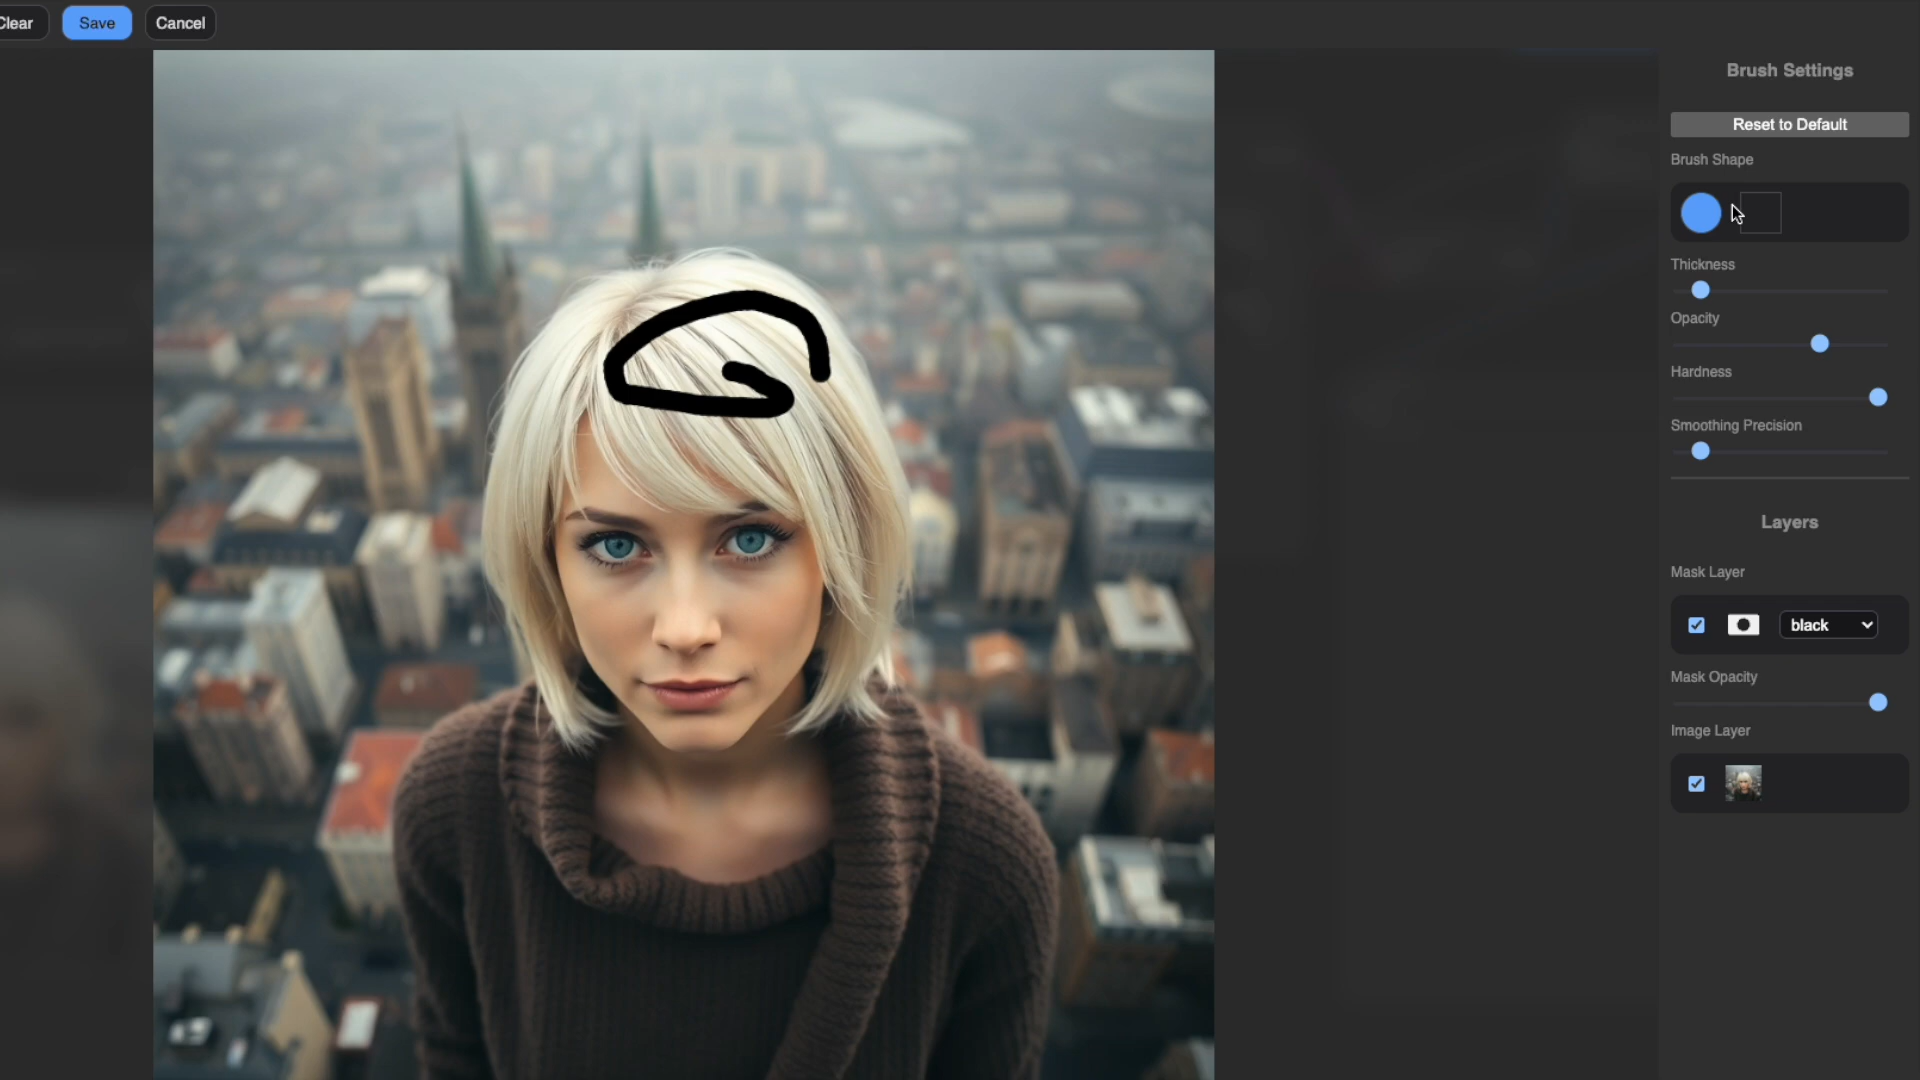 Clear
Save
Cancel
Brush Settings
Reset to Default
Brush Shape
Thickness
Opacity
Hardness
Smoothing Precision
Layers
Mask Layer
black
Mask Opacity
Image Layer